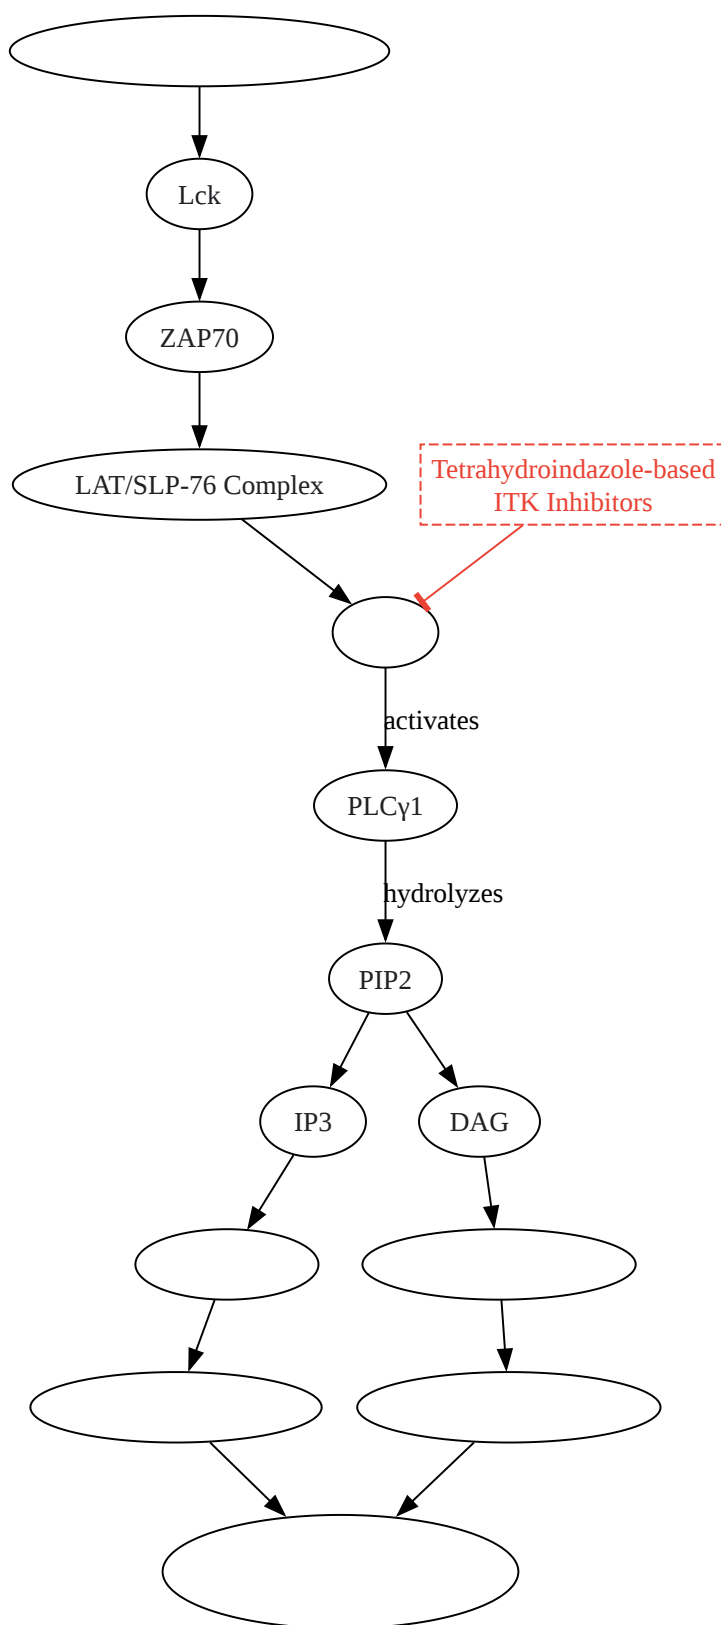 Lck
ZAP70
LAT/SLP-76 Complex
Tetrahydroindazole-based
ITK Inhibitors
activates
PLCγ1
hydrolyzes
PIP2
IP3
DAG